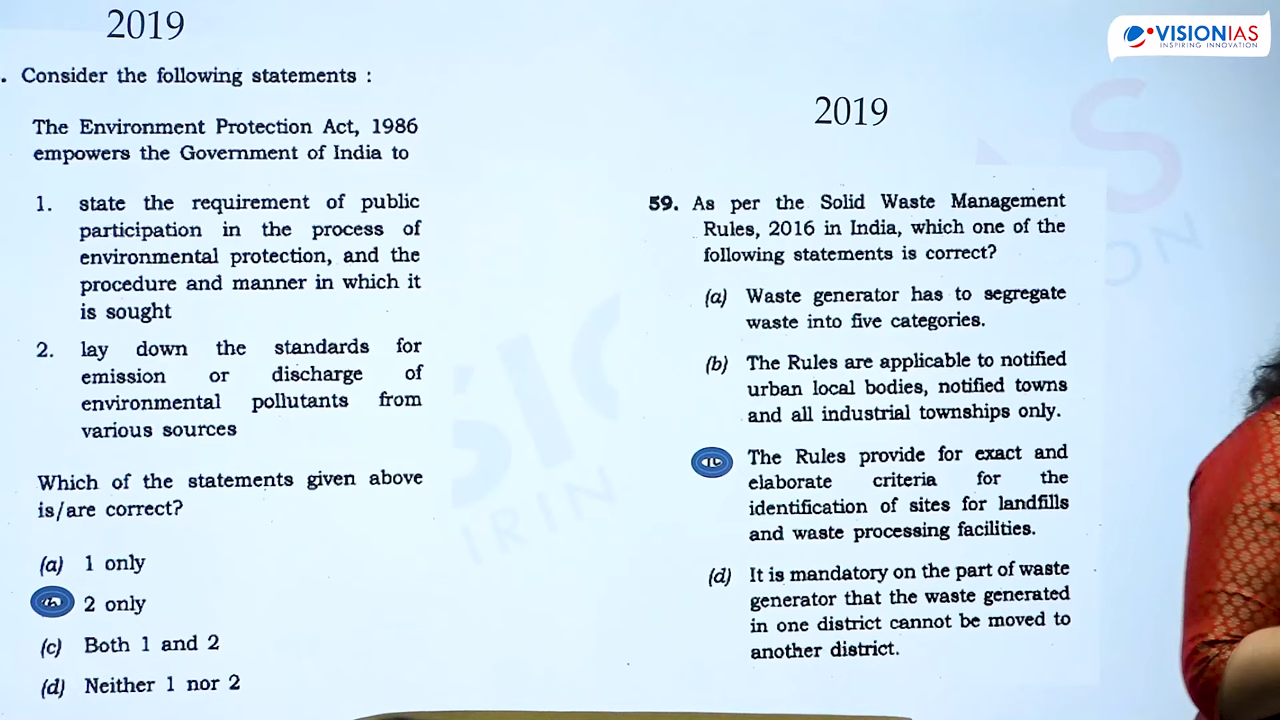 2019
. Consider the following statements :
The Environment Protection Act, 1986
empowers the Government of India to
1. state the requirement of public
participation in the process of
environmental protection, and the
procedure and manner in which it
is sought
2. lay down the standards for
emission or discharge of
environmental pollutants from
various sources
Which of the statements given above
is/are correct?
(a) 1 only
2 only
(c) Both 1 and 2
(d) Neither 1 nor 2
VISIONIAS
INSPIRING INNOVATION
2019
59. As per the Solid Waste Management
Rules, 2016 in India, which one of the
following statements is correct?
(a) Waste generator has to segregate
waste into five categories.
(b) The Rules are applicable to notified
urban local bodies, notified towns
and all industrial townships only.
The Rules provide for exact and
elaborate criteria for the
identification of sites for landfills
and waste processing facilities.
(d) It is mandatory on the part of waste
generator that the waste generated
in one district cannot be moved to
another district.